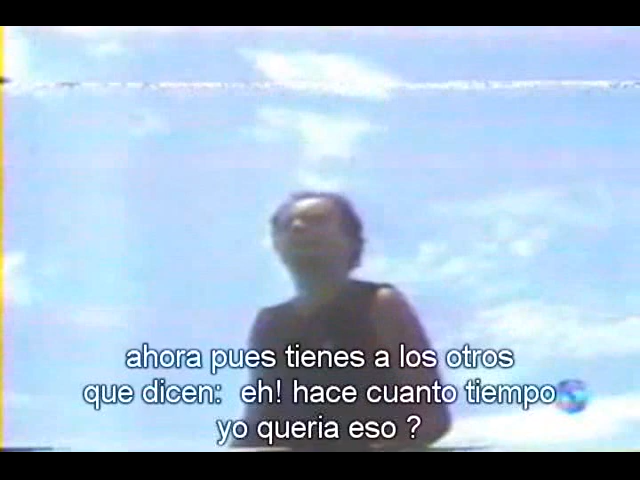 ahora pues tienes a los otros
que dicen:  eh! hace cuanto tiempo
yo queria eso ?